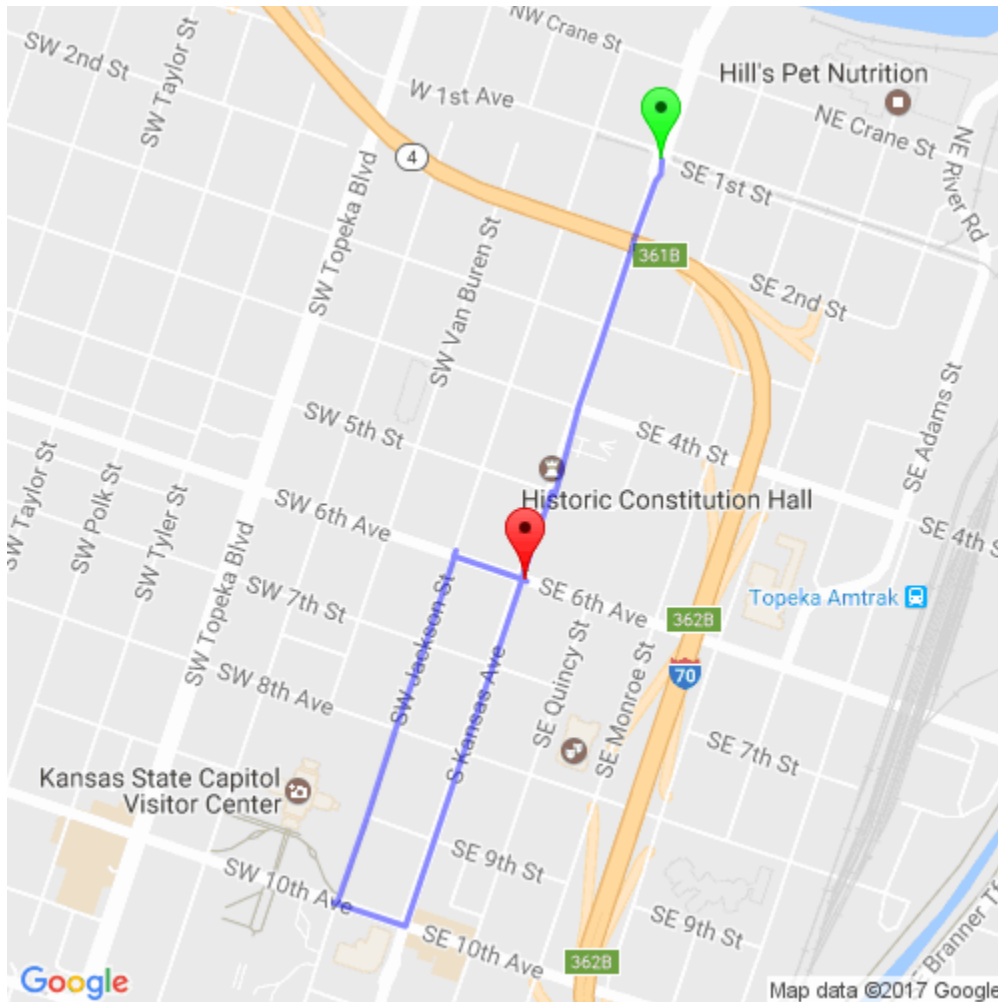 NW Crane St
SW 2nd St
SW Taylor St
W 1st Ave
Hill's Pet Nutrition
NE Crane St
4
SE 1st St
NE River Rd
SW Topeka Blvd
361B
SE 2nd St
SW Van Buren St
SW 5th St
SE 4th St
SE Adams St
Historic Constitution Hall
SE 4th St
SW Taylor St
SW Polk St
SW Tyler St
SW Topeka Blvd
SW 6th Ave
SW 7th St
SW Jackson St
SE 6th Ave
Topeka Amtrak
362B
70
SW 8th Ave
S Kansas Ave
SE Quincy St
SE Monroe St
SE 7th St
Kansas State Capitol
Visitor Center
SW 10th Ave
SE 9th St
SE 9th St
SE 10th Ave
362B
SE Branner
Google
Map data ©2017 Google